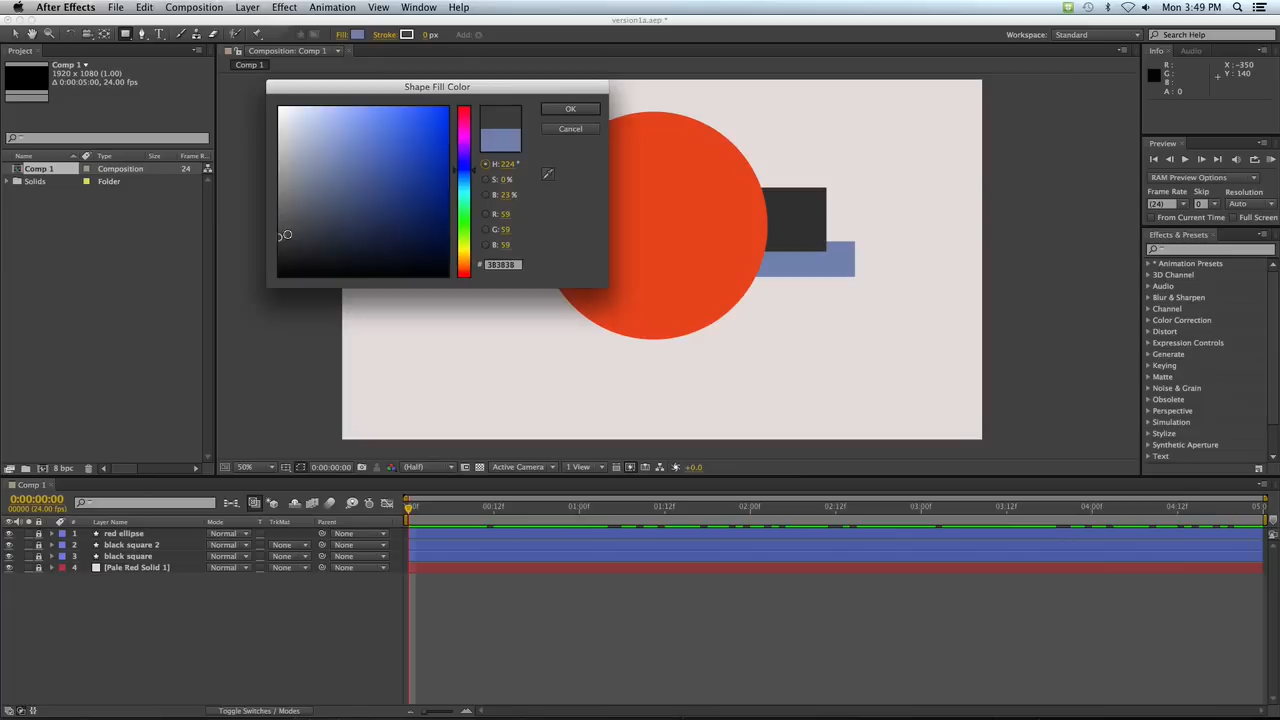 After Effects File Edit Composition Layer Effect Animation View Window Help Mon 3:49 PM
version1a.aep *
Fill: Stroke: 0 px Add: Workspace: Standard Search Help
Project Composition: Comp 1 Info Audio
Comp 1
1920 x 1080 (1.00)
Δ 0:00:05:00, 24.00 fps
Comp 1
R :
G :
B :
A : 0
X : -350
Y : 140
Shape Fill Color
OK
Cancel
H: 224 °
S: 0 %
B: 23 %
R: 59
G: 59
B: 59
# 3B3B3B
Name Type Size Frame R...
Comp 1 Composition 24
Solids Folder
Preview
RAM Preview Options
Frame Rate Skip Resolution
(24) 0 Auto
From Current Time Full Screen
Effects & Presets
* Animation Presets
3D Channel
Audio
Blur & Sharpen
Channel
Color Correction
Distort
Expression Controls
Generate
Keying
Matte
Noise & Grain
Obsolete
Perspective
Simulation
Stylize
Synthetic Aperture
Text
8 bpc 50% 0:00:00:00 (Half) Active Camera 1 View +0.0
Comp 1
0:00:00:00
00000 (24.00 fps)
00f 00:12f 01:00f 01:12f 02:00f 02:12f 03:00f 03:12f 04:00f 04:12f 05:0
# Layer Name Mode T TrkMat Parent
1 red ellipse Normal None
2 black square 2 Normal None None
3 black square Normal None None
4 [Pale Red Solid 1] Normal None None
Toggle Switches / Modes